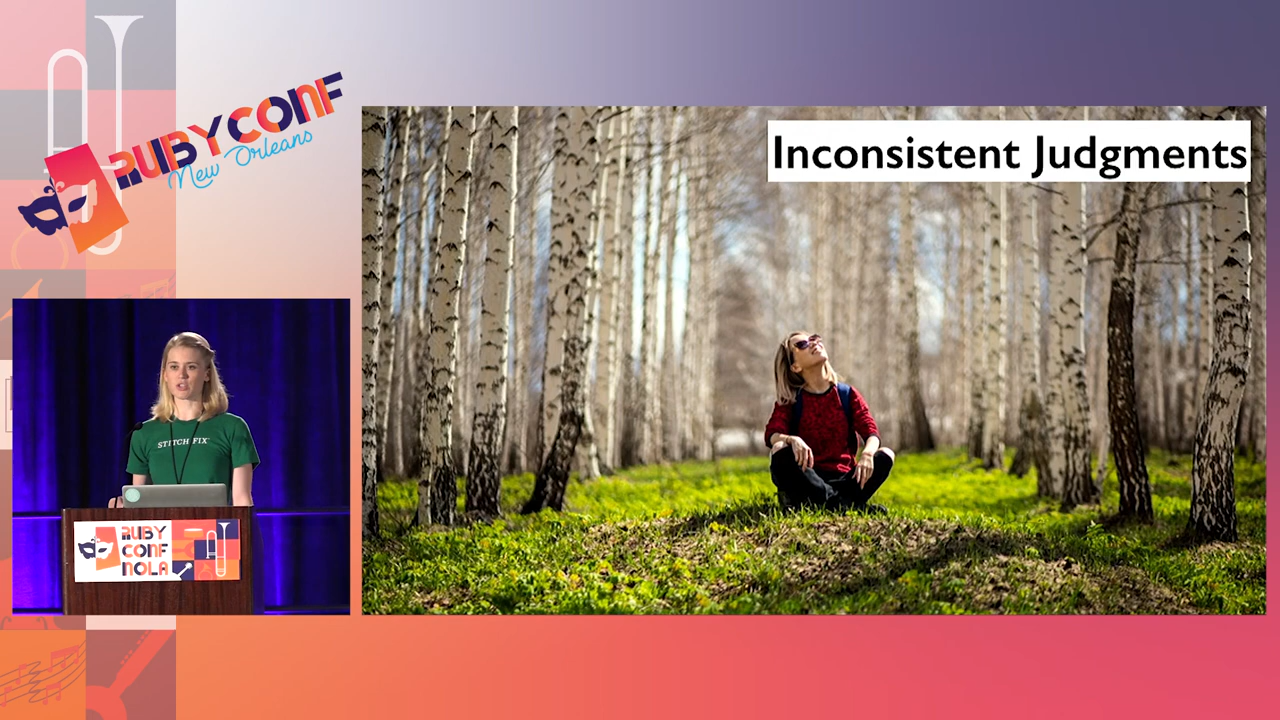 RUBYCONF
New Orleans
Inconsistent Judgments
STITCH FIX
RUBY
CONF
NOLA